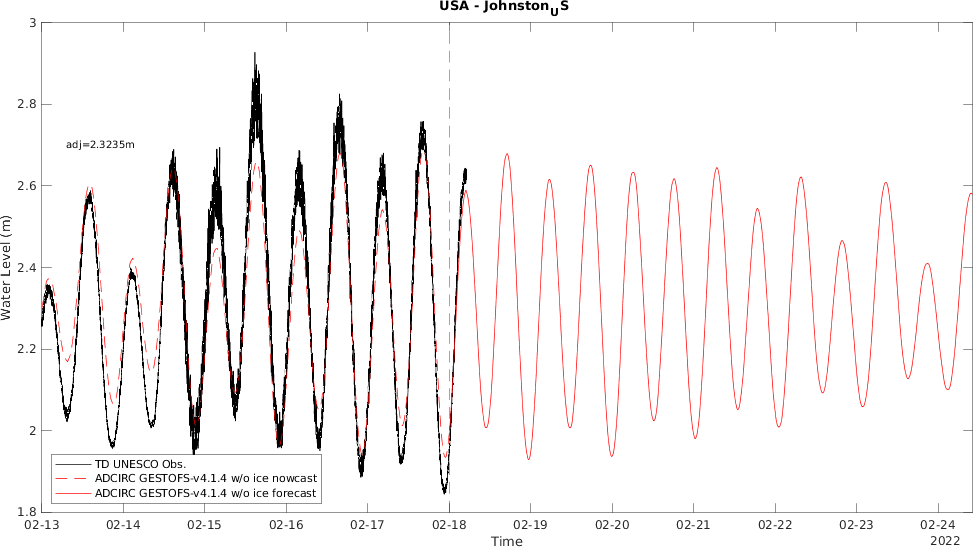 USA - JohnstonUS
3
2.8
2.6
2.4
2.2
2
1.8
Water Level (m)
adj=2.3235m
TD UNESCO Obs.
ADCIRC GESTOFS-v4.1.4 w/o ice nowcast
ADCIRC GESTOFS-v4.1.4 w/o ice forecast
02-13 02-14 02-15 02-16 02-17 02-18 02-19 02-20 02-21 02-22 02-23 02-24
Time
2022